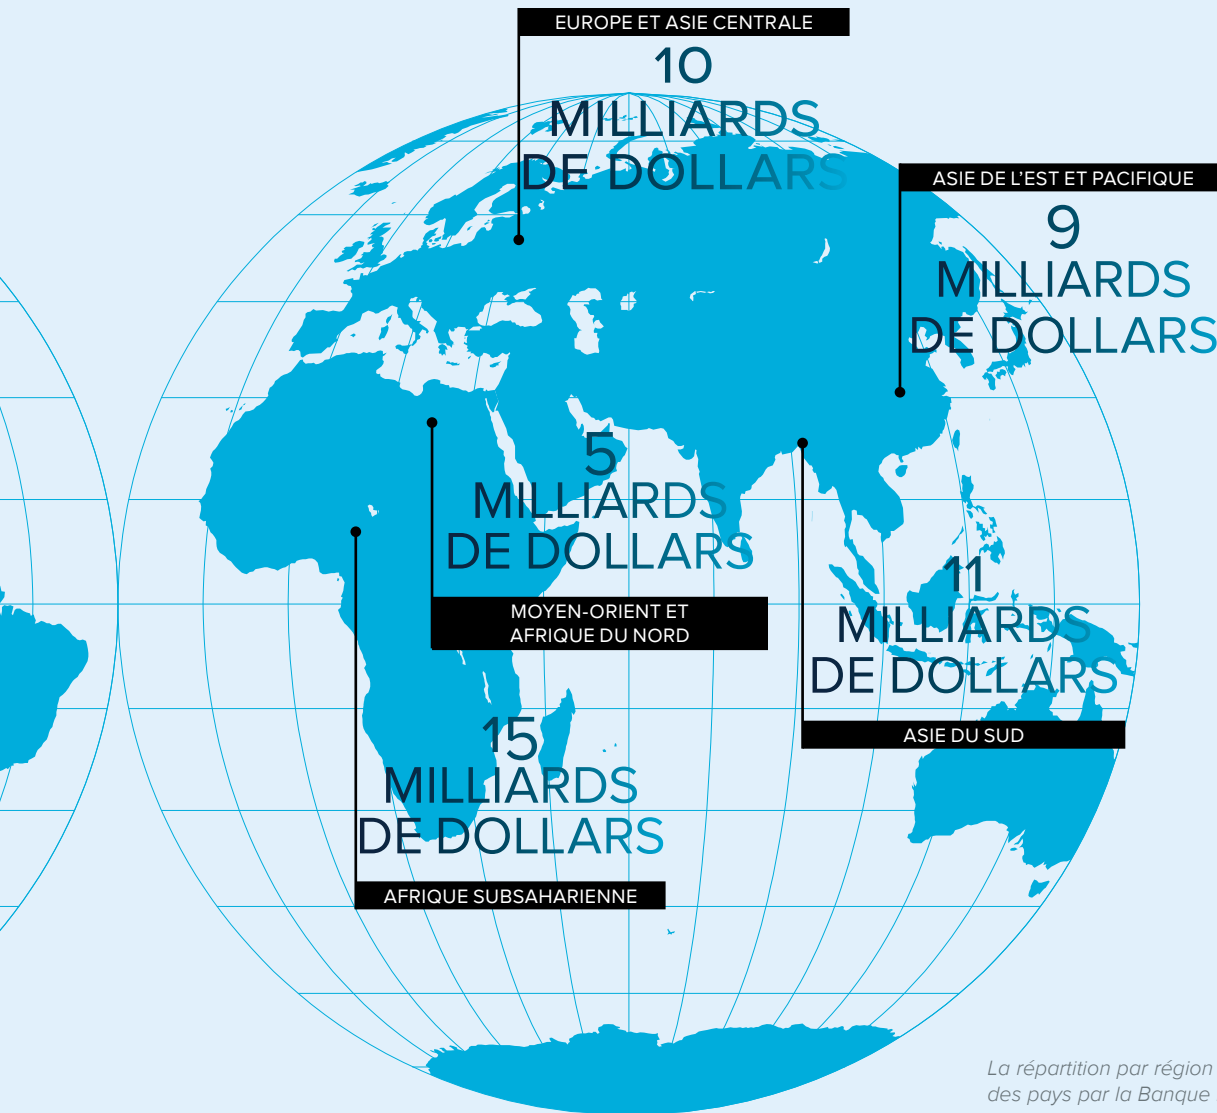 EUROPE ET ASIE CENTRALE
10
MILLIARDS
DE DOLLARS
ASIE DE L’EST ET PACIFIQUE
9
MILLIARDS
DE DOLLARS
5
MILLIARDS
DE DOLLARS
MOYEN-ORIENT ET
AFRIQUE DU NORD
11
MILLIARDS
DE DOLLARS
ASIE DU SUD
15
MILLIARDS
DE DOLLARS
AFRIQUE SUBSAHARIENNE
La répartition par région
des pays par la Banque